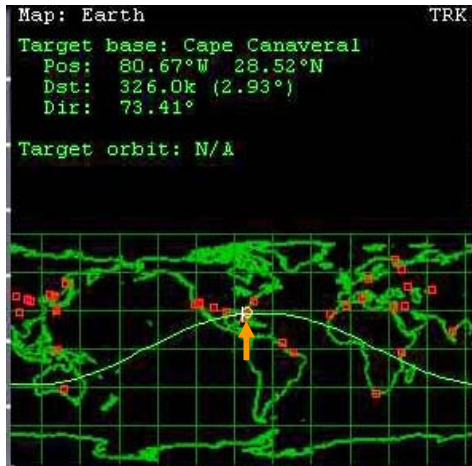 Map: Earth TRK
Target base: Cape Canaveral
Pos: 80.67°W 28.52°N
Dst: 326.0k (2.93°)
Dir: 73.41°
Target orbit: N/A